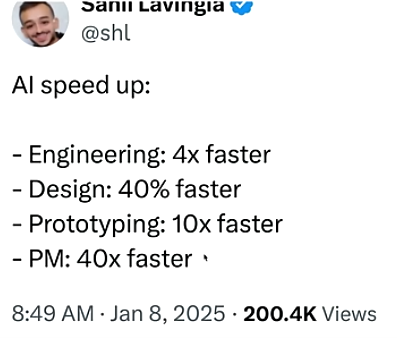 Sahil Lavingia
@shl
AI speed up:
- Engineering: 4x faster
- Design: 40% faster
- Prototyping: 10x faster
- PM: 40x faster
8:49 AM · Jan 8, 2025 · 200.4K Views